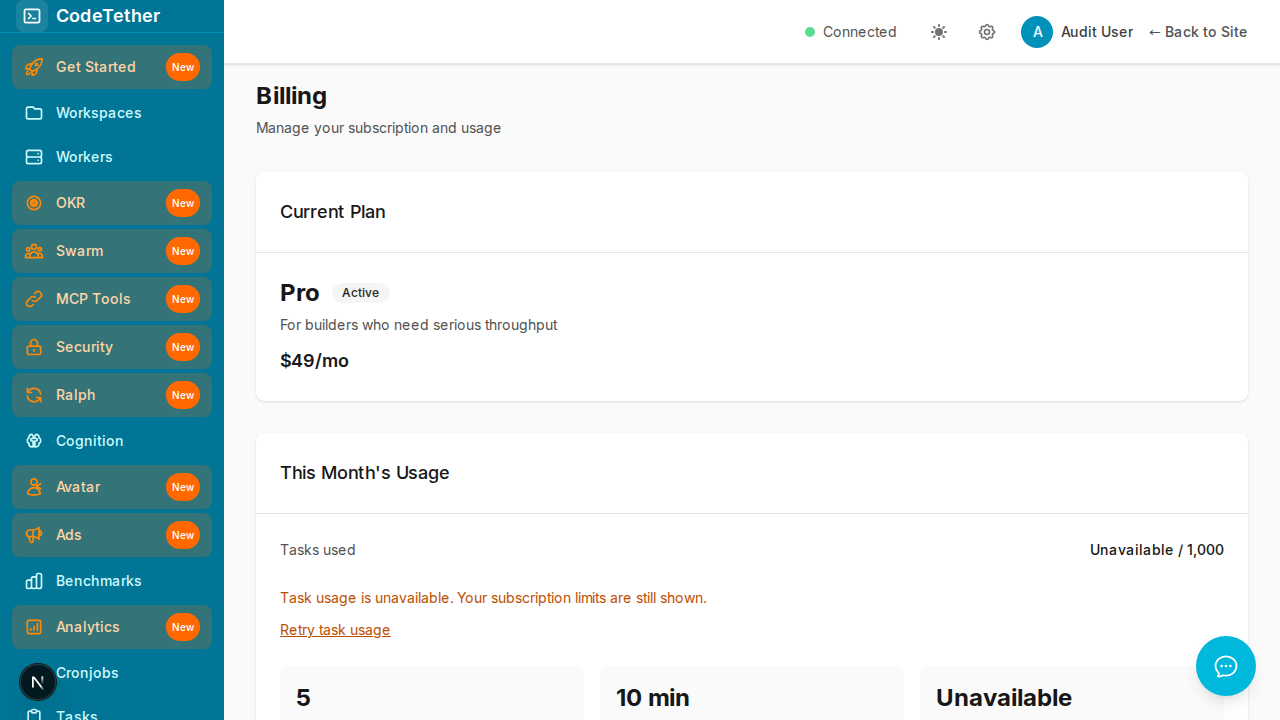 CodeTether
Connected
A
Audit User
← Back to Site
Get Started New
Workspaces
Workers
OKR New
Swarm New
MCP Tools New
Security New
Ralph New
Cognition
Avatar New
Ads New
Benchmarks
Analytics New
Cronjobs
N
Tasks
Billing
Manage your subscription and usage
Current Plan
Pro Active
For builders who need serious throughput
$49/mo
This Month's Usage
Tasks used Unavailable / 1,000
Task usage is unavailable. Your subscription limits are still shown.
Retry task usage
5 10 min Unavailable